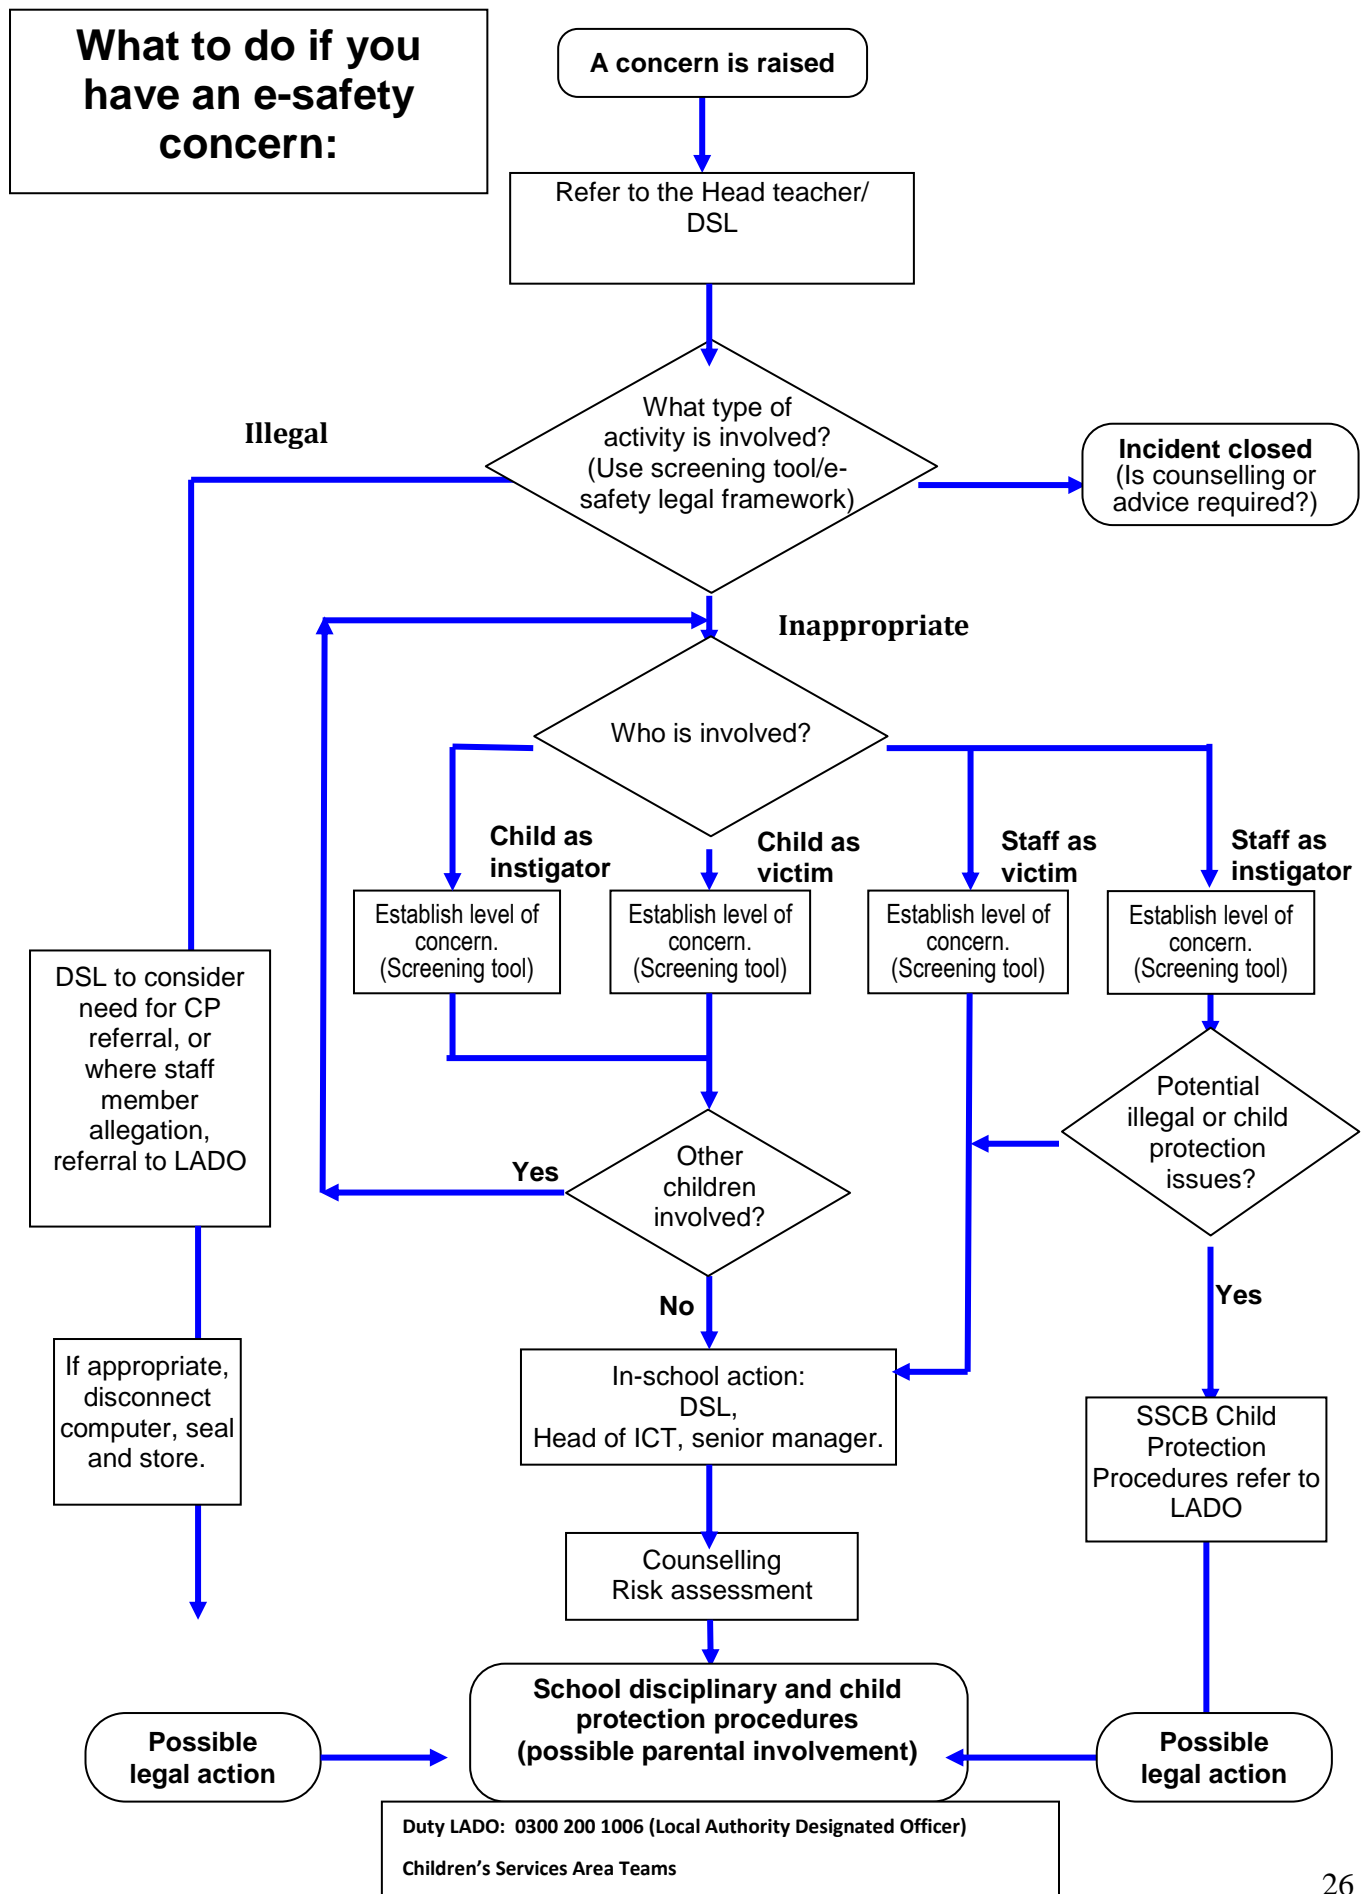 What to do if you
have an e-safety
concern:
A concern is raised
Refer to the Head teacher/
DSL
What type of
activity is involved?
(Use screening tool/e-
safety legal framework)
Illegal
Incident closed
(Is counselling or
advice required?)
Inappropriate
Who is involved?
Child as
instigator
Child as
victim
Staff as
victim
Staff as
instigator
Establish level of
concern.
(Screening tool)
Establish level of
concern.
(Screening tool)
Establish level of
concern.
(Screening tool)
Establish level of
concern.
(Screening tool)
DSL to consider
need for CP
referral, or
where staff
member
allegation,
referral to LADO
Potential
illegal or child
protection
issues?
Other
children
involved?
Yes
No
Yes
If appropriate,
disconnect
computer, seal
and store.
In-school action:
DSL,
Head of ICT, senior manager.
SSCB Child
Protection
Procedures refer to
LADO
Counselling
Risk assessment
School disciplinary and child
protection procedures
(possible parental involvement)
Possible
legal action
Possible
legal action
Duty LADO:  0300 200 1006 (Local Authority Designated Officer)
Children's Services Area Teams
26